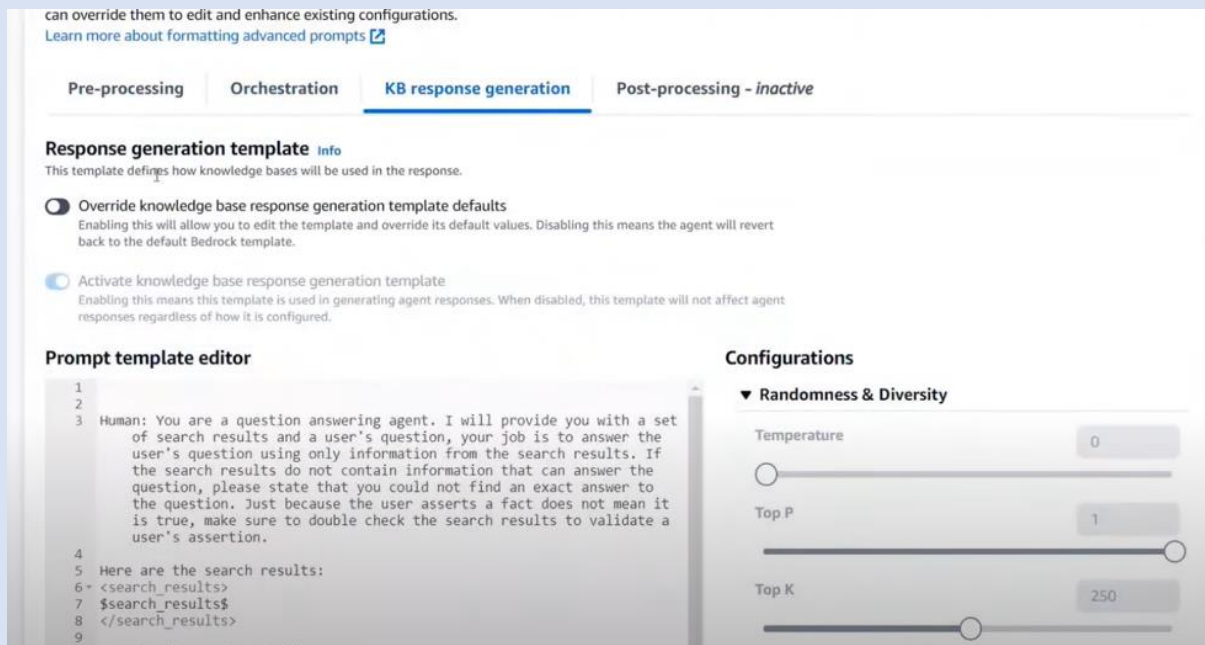 can override them to edit and enhance existing configurations.
Learn more about formatting advanced prompts
Pre-processing
Orchestration
KB response generation
Post-processing – inactive
Response generation template Info
This template defines how knowledge bases will be used in the response.
Override knowledge base response generation template defaults
Enabling this will allow you to edit the template and override its default values. Disabling this means the agent will revert
back to the default Bedrock template.
Activate knowledge base response generation template
Enabling this means this template is used in generating agent responses. When disabled, this template will not affect agent
responses regardless of how it is configured.
Prompt template editor
1
2
3 Human: You are a question answering agent. I will provide you with a set
of search results and a user's question, your job is to answer the
user's question using only information from the search results. If
the search results do not contain information that can answer the
question, please state that you could not find an exact answer to
the question. Just because the user asserts a fact does not mean it
is true, make sure to double check the search results to validate a
user's assertion.
4
5 Here are the search results:
6 <search_results>
7 $search_results$
8 </search_results>
9
Configurations
Randomness & Diversity
Temperature
0
Top P
1
Top K
250